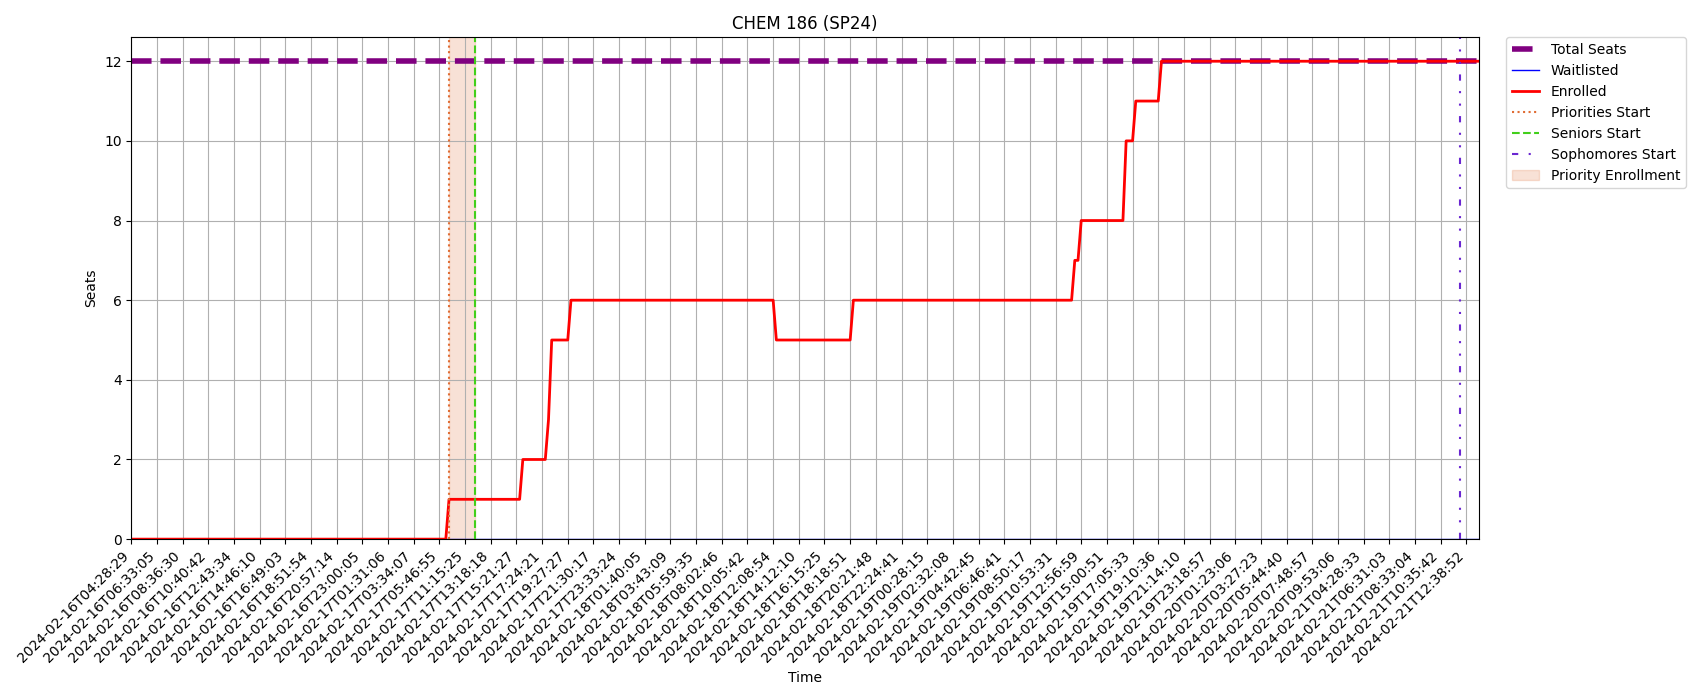 CHEM 186 (SP24)
Total Seats
Waitlisted
Enrolled
Priorities Start
Seniors Start
Sophomores Start
Priority Enrollment
Seats
12
10
8
6
4
2
0
2024-02-16T04:28:29
2024-02-16T06:33:05
2024-02-16T08:36:30
2024-02-16T10:40:42
2024-02-16T12:43:34
2024-02-16T14:46:10
2024-02-16T16:49:03
2024-02-16T18:51:54
2024-02-16T20:57:14
2024-02-16T23:00:05
2024-02-17T01:31:06
2024-02-17T03:34:07
2024-02-17T05:46:55
2024-02-17T11:15:25
2024-02-17T13:18:18
2024-02-17T15:21:27
2024-02-17T17:24:21
2024-02-17T19:27:27
2024-02-17T21:30:17
2024-02-17T23:33:24
2024-02-18T01:40:05
2024-02-18T03:43:09
2024-02-18T05:59:35
2024-02-18T08:02:46
2024-02-18T10:05:42
2024-02-18T12:08:54
2024-02-18T14:12:10
2024-02-18T16:15:25
2024-02-18T18:18:51
2024-02-18T20:21:48
2024-02-18T22:24:41
2024-02-19T00:28:15
2024-02-19T02:32:08
2024-02-19T04:42:45
2024-02-19T06:46:41
2024-02-19T08:50:17
2024-02-19T10:53:31
2024-02-19T12:56:59
2024-02-19T15:00:51
2024-02-19T17:05:33
2024-02-19T19:10:36
2024-02-19T21:14:10
2024-02-19T23:18:57
2024-02-20T01:23:06
2024-02-20T03:27:23
2024-02-20T05:44:40
2024-02-20T07:48:57
2024-02-20T09:53:06
2024-02-21T04:28:33
2024-02-21T06:31:03
2024-02-21T08:33:04
2024-02-21T10:35:42
2024-02-21T12:38:52
Time